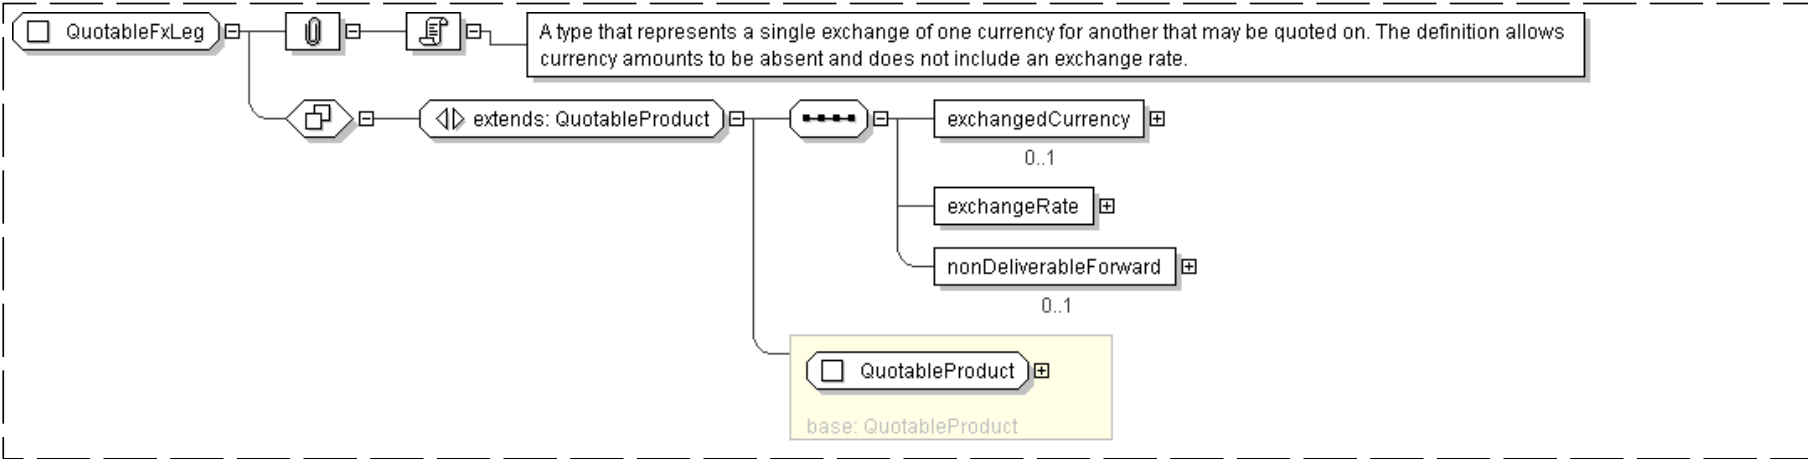 QuotableFxLeg
A type that represents a single exchange of one currency for another that may be quoted on. The definition allows
currency amounts to be absent and does not include an exchange rate.
extends: QuotableProduct
exchangedCurrency
0..1
exchangeRate
nonDeliverableForward
0..1
QuotableProduct
base: QuotableProduct